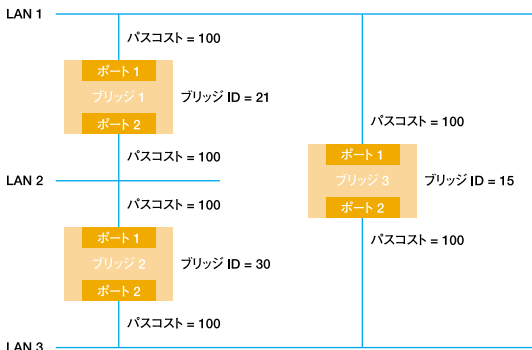 LAN 1
パスコスト = 100
ポート 1
ブリッジ 1
ブリッジ ID = 21
ポート 2
パスコスト = 100
LAN 2
パスコスト = 100
ポート 1
ブリッジ 2
ブリッジ ID = 30
ポート 2
パスコスト = 100
LAN 3
パスコスト = 100
ポート 1
ブリッジ 3
ブリッジ ID = 15
ポート 2
パスコスト = 100